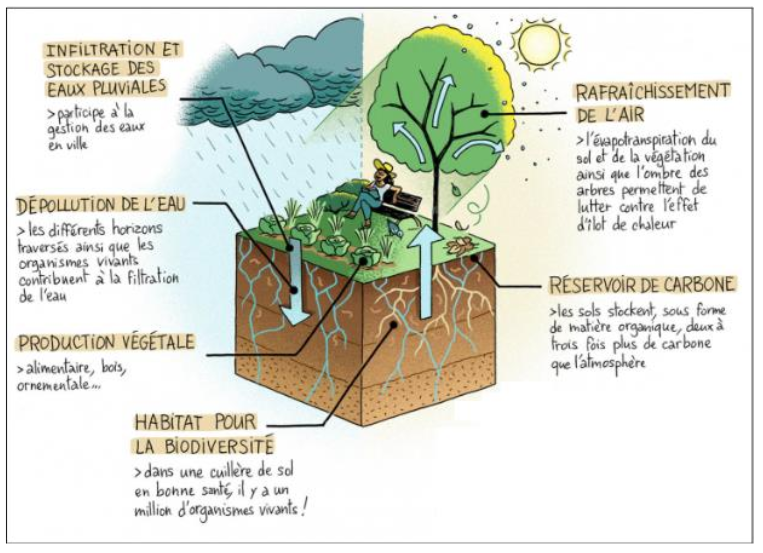 INFILTRATION ET
STOCKAGE DES
EAUX PLUVIALES
>participe à la
gestion des eaux
en ville
DÉPOLLUTION DE L'EAU
>les différents horizons
traversés ainsi que les
organismes vivants
contribuent à la filtration
de l'eau
PRODUCTION VÉGÉTALE
>alimentaire, bois,
ornementale...
HABITAT POUR
LA BIODIVERSITÉ
>dans une cuillère de sol
en bonne santé, il y a un
million d'organismes vivants !
RAFRAÎCHISSEMENT
DE L'AIR
>l'évapotranspiration du
sol et de la végétation
ainsi que l'ombre des
arbres permettent de
lutter contre l'effet
d'îlot de chaleur
RÉSERVOIR DE CARBONE
>les sols stockent, sous forme
de matière organique, deux à
trois fois plus de carbone
que l'atmosphère